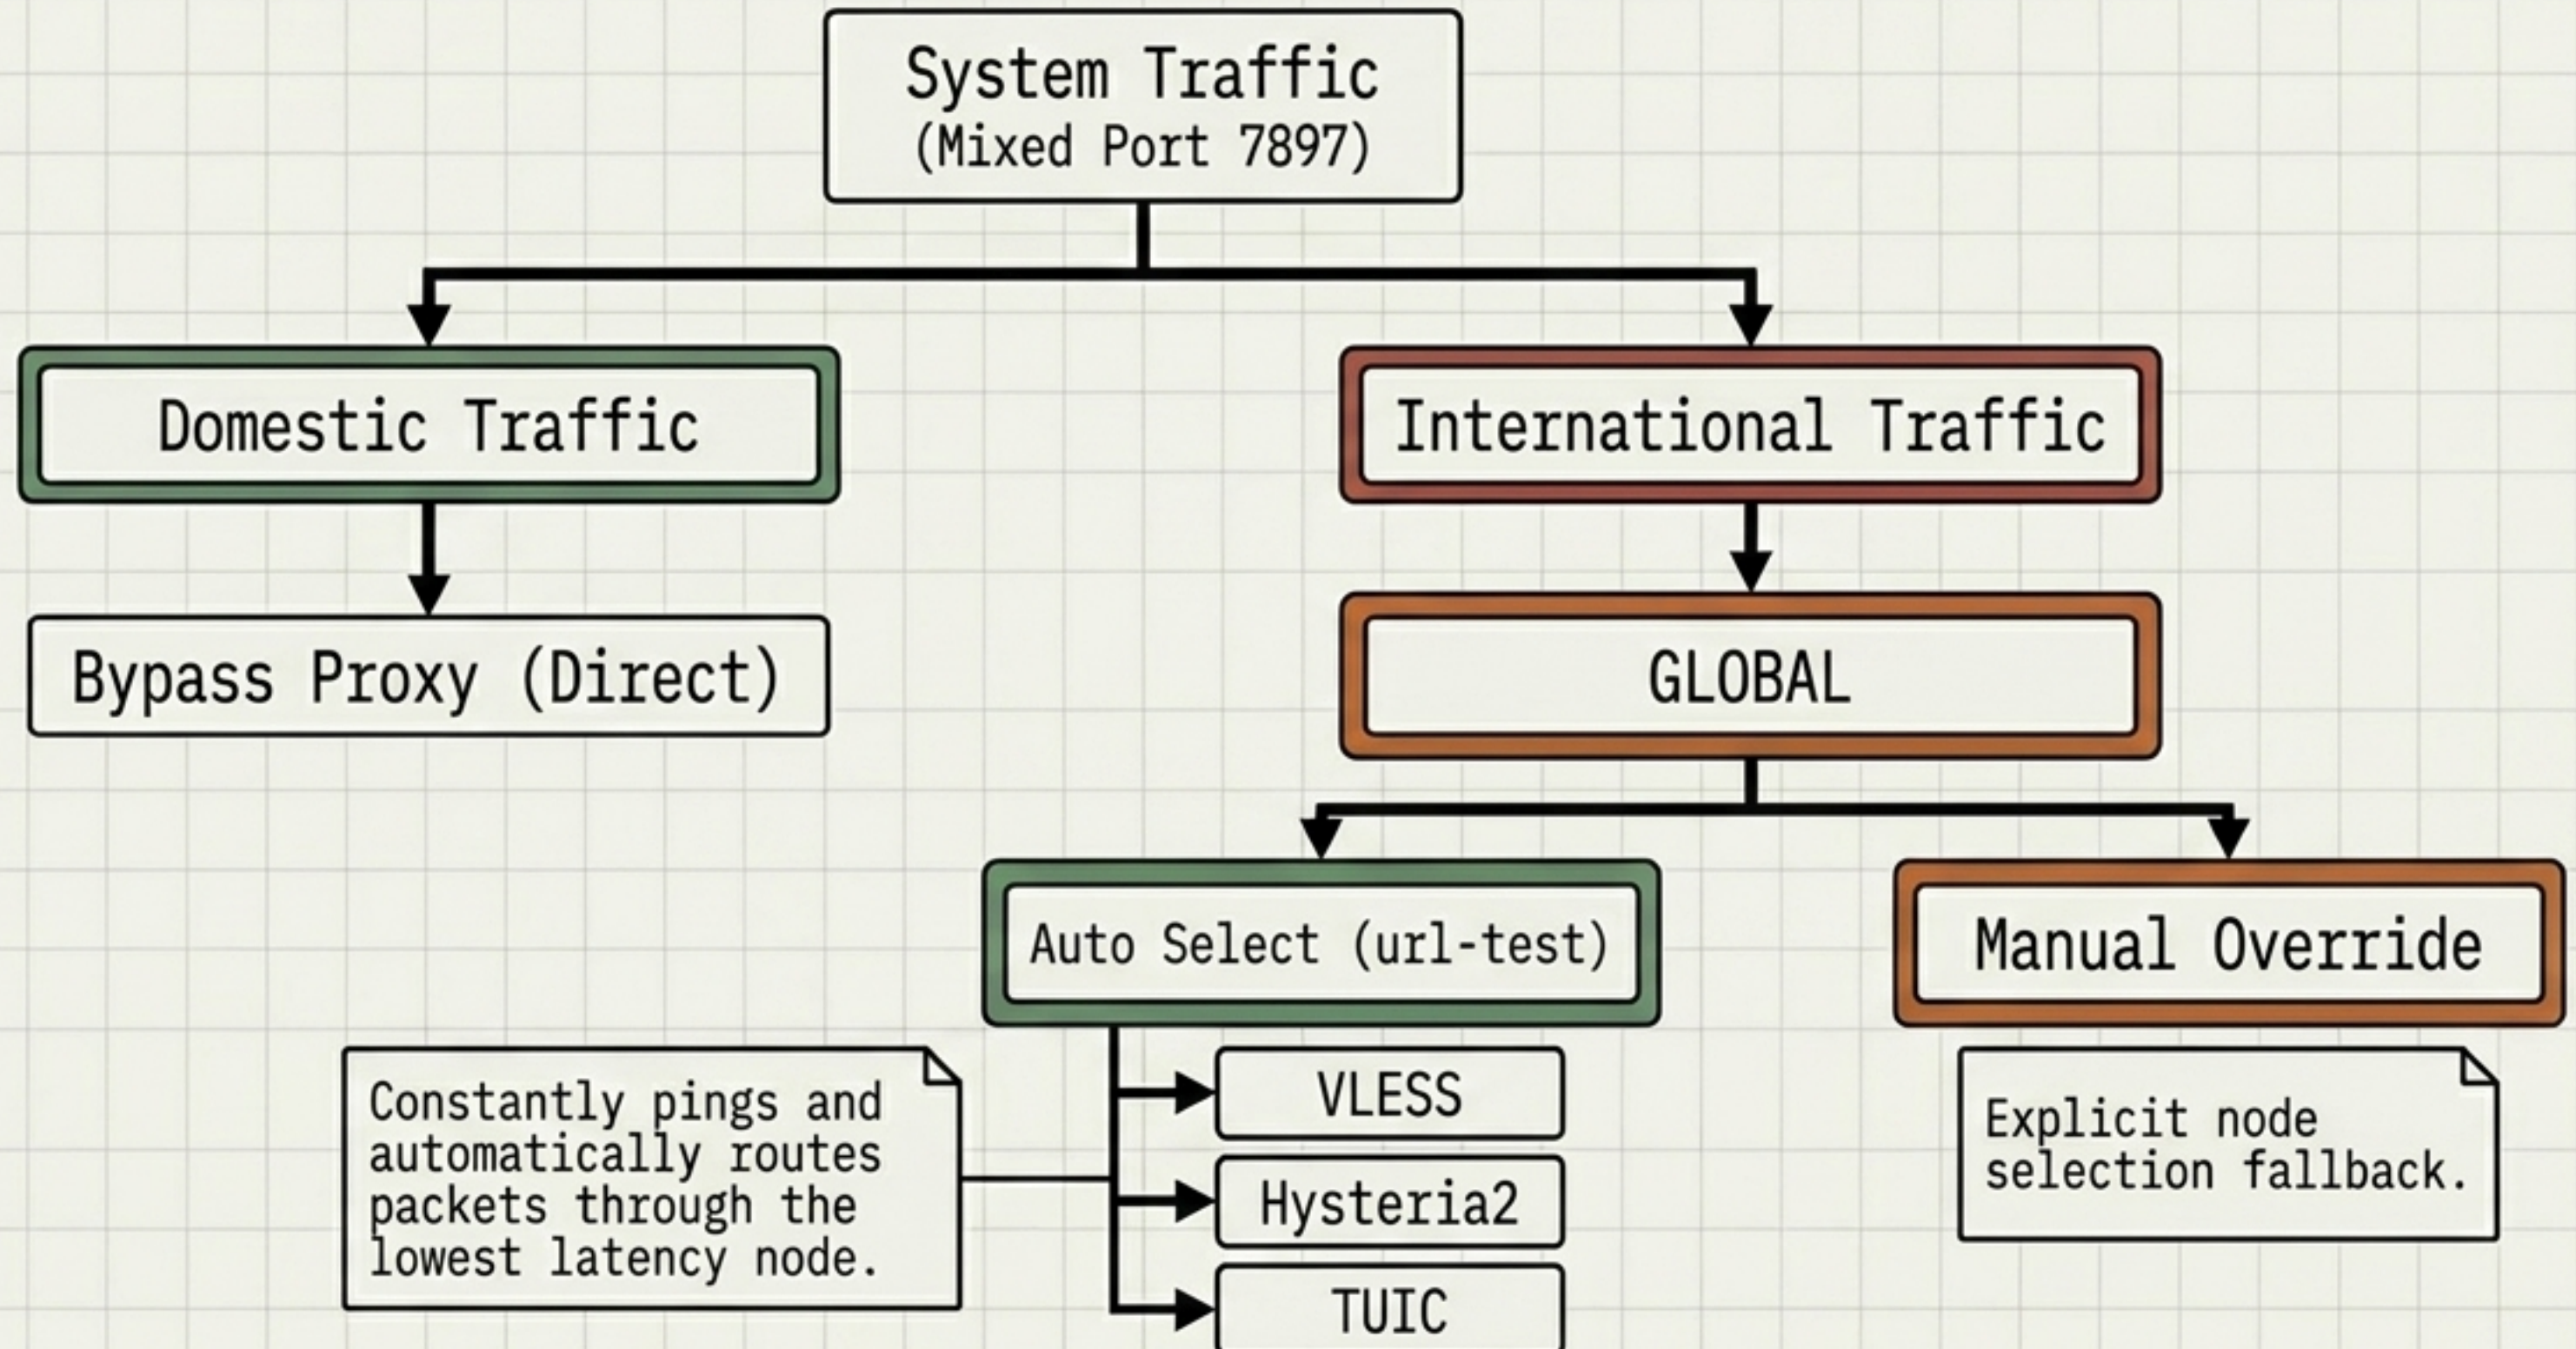 System Traffic
(Mixed Port 7897)
Domestic Traffic
International Traffic
Bypass Proxy (Direct)
GLOBAL
Auto Select (url-test)
Manual Override
Constantly pings and
automatically routes
packets through the
lowest latency node.
VLESS
Hysteria2
TUIC
Explicit node
selection fallback.